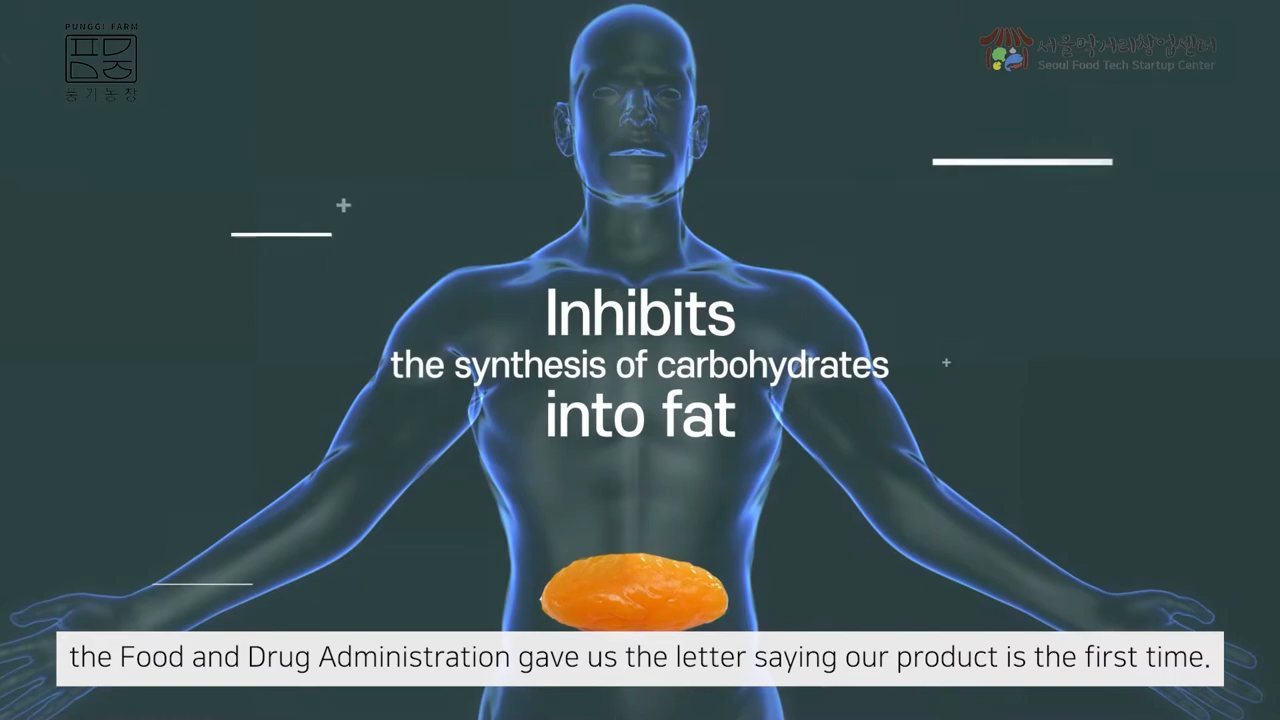 PUNGGI FARM
풍기농장
서울먹거리창업센터
Seoul Food Tech Startup Center
Inhibits
the synthesis of carbohydrates
into fat
the Food and Drug Administration gave us the letter saying our product is the first time.